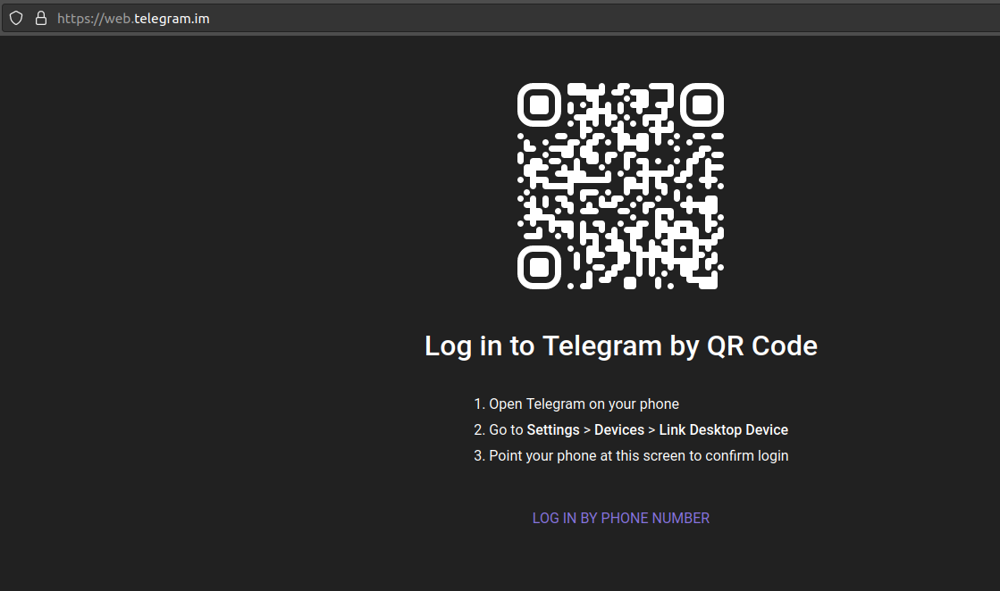 https://web.telegram.im
Log in to Telegram by QR Code
1. Open Telegram on your phone
2. Go to Settings > Devices > Link Desktop Device
3. Point your phone at this screen to confirm login
LOG IN BY PHONE NUMBER